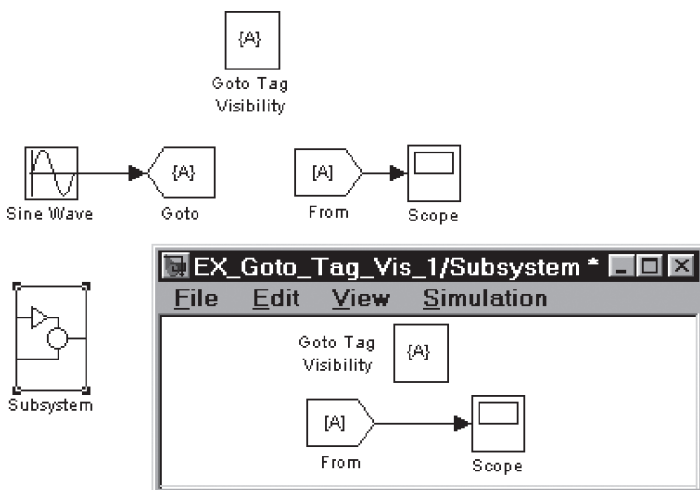 {A}
Goto Tag
Visibility
{A}
[A]
Sine Wave
Goto
From
Scope
EX_Goto_Tag_Vis_1/Subsystem *
File Edit View Simulation
Subsystem
Goto Tag
Visibility
{A}
[A]
From
Scope